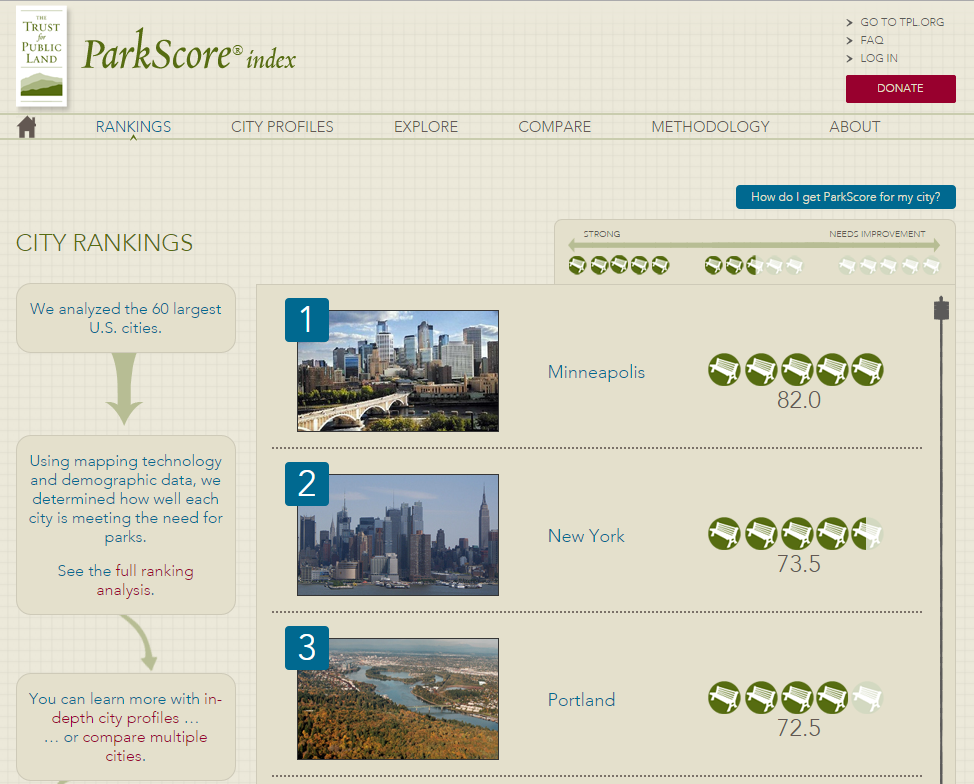 THE
TRUST
for
PUBLIC
LAND
ParkScore® index
GO TO TPL.ORG
FAQ
LOG IN
DONATE
RANKINGS CITY PROFILES EXPLORE COMPARE METHODOLOGY ABOUT
How do I get ParkScore for my city?
CITY RANKINGS
STRONG NEEDS IMPROVEMENT
We analyzed the 60 largest
U.S. cities.
Using mapping technology
and demographic data, we
determined how well each
city is meeting the need for
parks.
See the full ranking
analysis.
You can learn more with in-
depth city profiles …
… or compare multiple
cities.
1
Minneapolis
82.0
2
New York
73.5
3
Portland
72.5